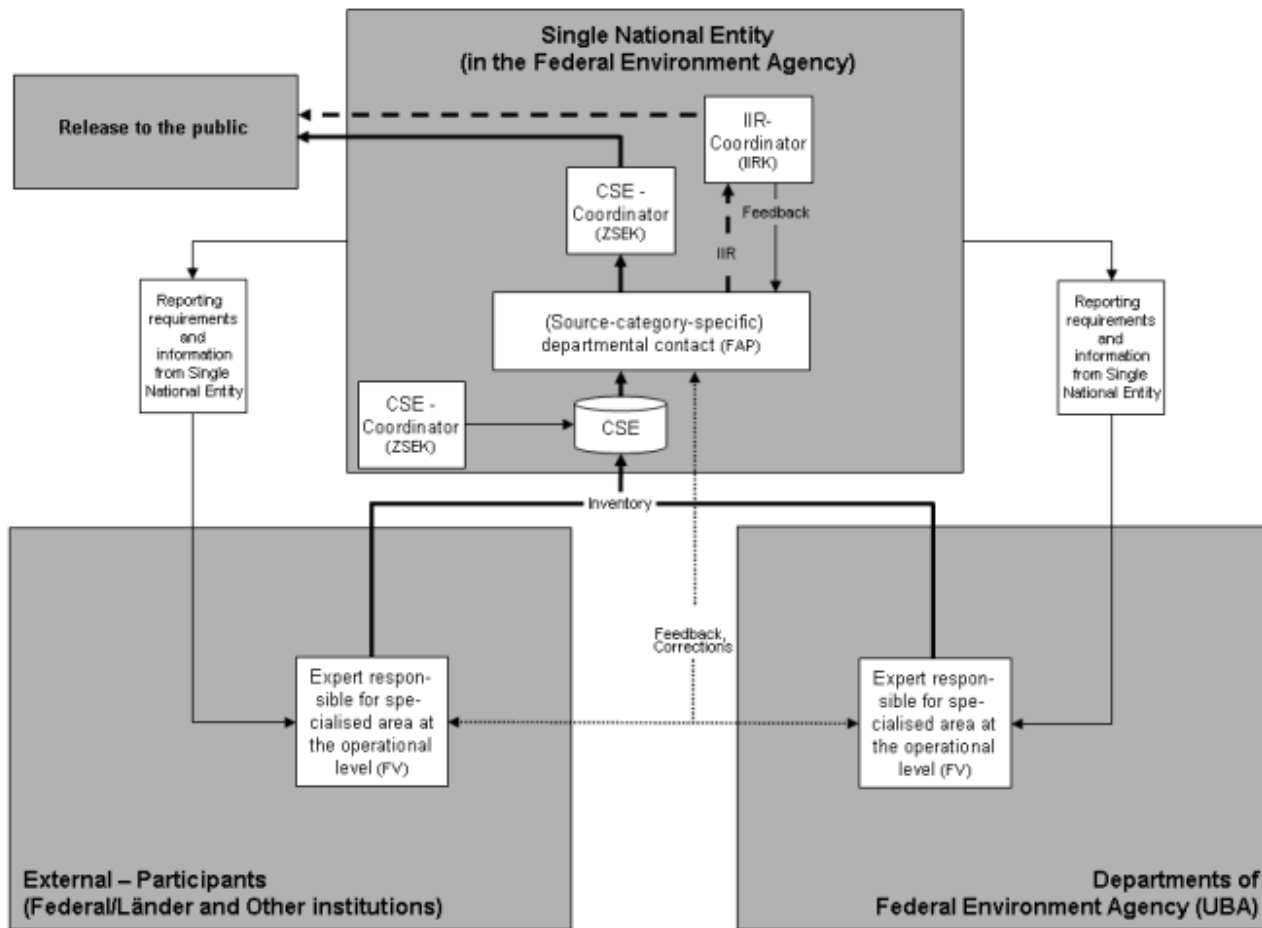 Single National Entity
(in the Federal Environment Agency)
Release to the public
IIR-
Coordinator
(IIRK)
CSE -
Coordinator
(ZSEK)
Feedback
IIR
Reporting
requirements
and
information
from Single
National Entity
(Source-category-specific)
departmental contact (FAP)
Reporting
requirements
and
information
from Single
National Entity
CSE -
Coordinator
(ZSEK)
CSE
Inventory
Feedback,
Corrections
Expert respon-
sible for spe-
cialised area at
the operational
level (FV)
Expert respon-
sible for spe-
cialised area at
the operational
level (FV)
External – Participants
(Federal/Länder and Other institutions)
Departments of
Federal Environment Agency (UBA)